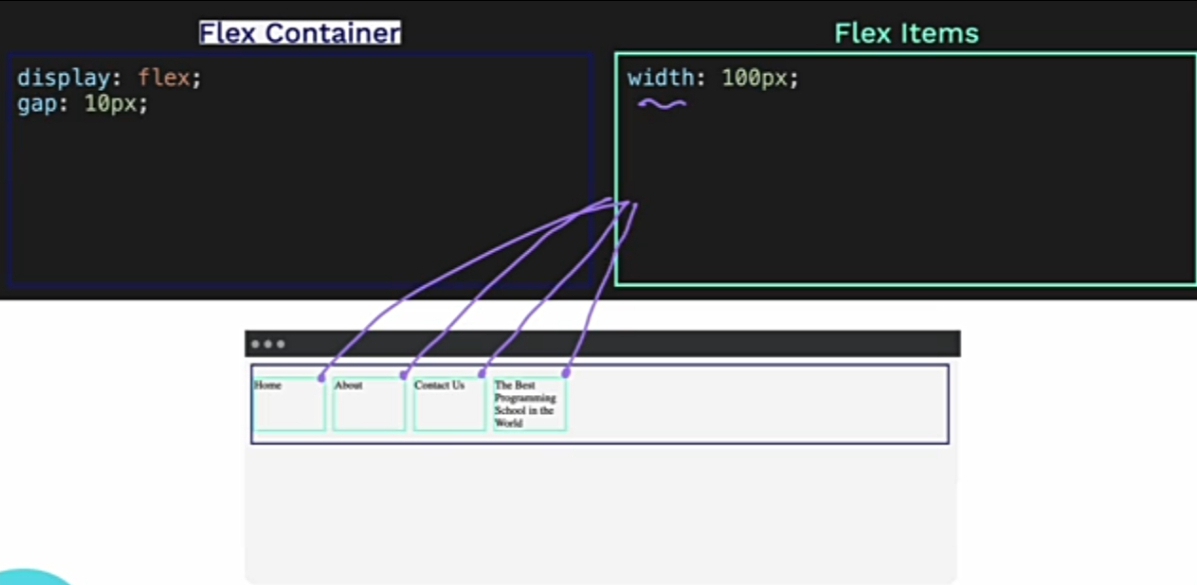 Flex Container
Flex Items
display: flex;
gap: 10px;
width: 100px;
Home
About
Contact Us
The Best
Programming
School in the
World